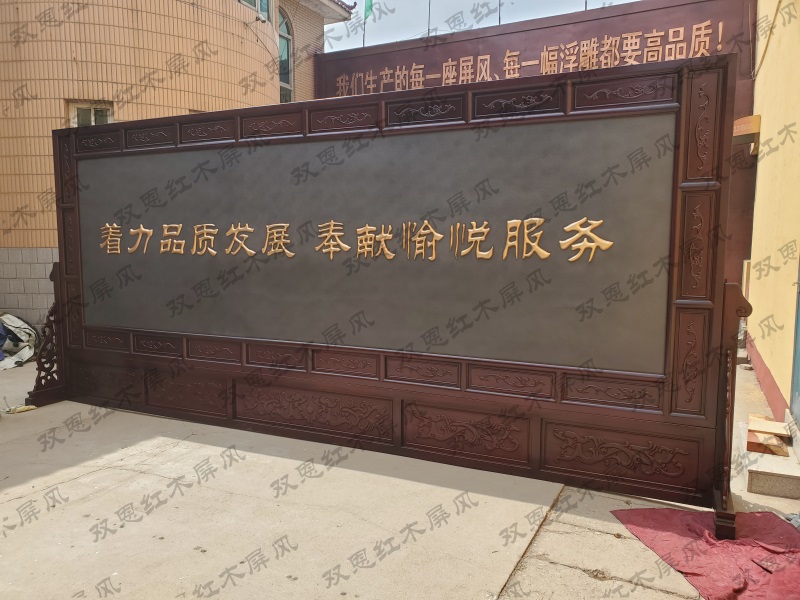 我们生产的每一座屏风、每一幅浮雕都要高品质！
着力品质发展 奉献愉悦服务
双恩红木屏风